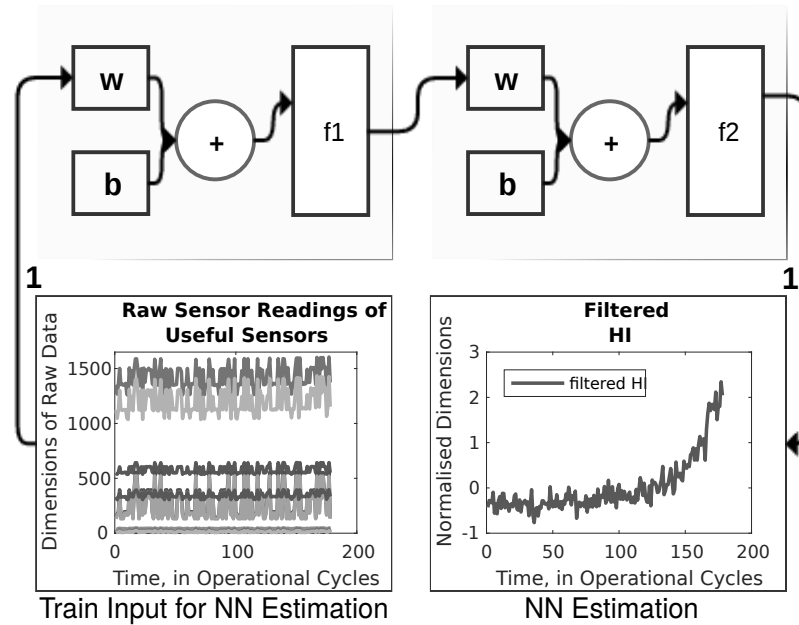 w
b
+
f1
w
b
+
f2
1
1
Raw Sensor Readings of
Useful Sensors
Dimensions of Raw Data
1500
1000
500
0
0 100 200
Time, in Operational Cycles
Train Input for NN Estimation
Filtered
HI
Normalised Dimensions
filtered HI
3
2
1
0
-1
0 50 100 150 200
Time, in Operational Cycles
NN Estimation